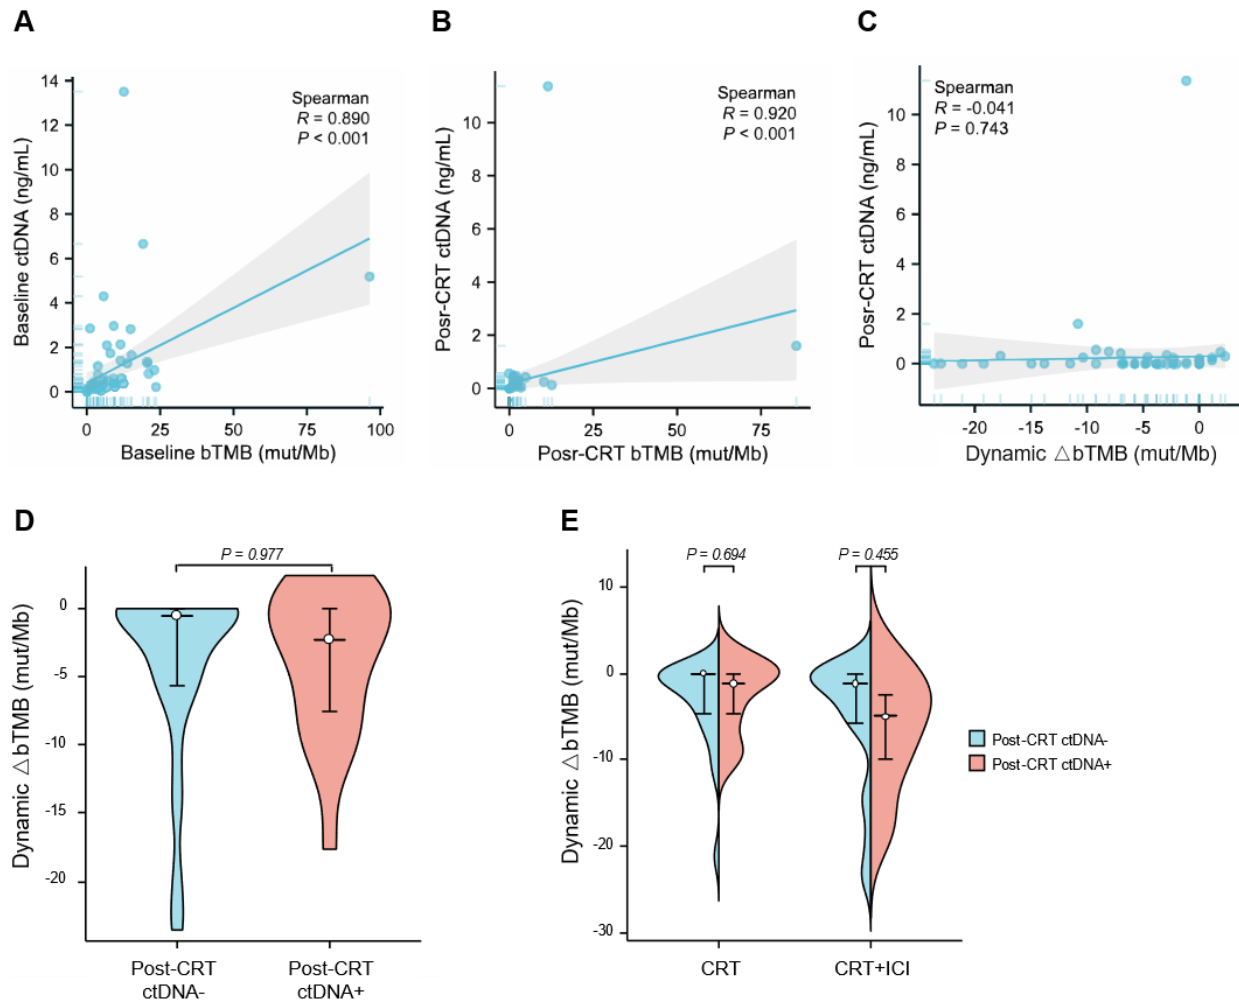 A
B
C
14
12
10
8
6
4
2
0
Baseline ctDNA (ng/mL)
Spearman
R = 0.890
P < 0.001
0
25
50
75
100
Baseline bTMB (mut/Mb)
10
8
6
4
2
0
Posr-CRT ctDNA (ng/mL)
Spearman
R = 0.920
P < 0.001
0
25
50
75
Posr-CRT bTMB (mut/Mb)
10
8
6
4
2
0
Posr-CRT ctDNA (ng/mL)
Spearman
R = -0.041
P = 0.743
-20
-15
-10
-5
0
Dynamic △bTMB (mut/Mb)
D
E
P = 0.977
0
-5
-10
-15
-20
Dynamic △bTMB (mut/Mb)
Post-CRT
ctDNA-
Post-CRT
ctDNA+
P = 0.694
P = 0.455
10
0
-10
-20
-30
Dynamic △bTMB (mut/Mb)
CRT
CRT+ICI
Post-CRT ctDNA-
Post-CRT ctDNA+